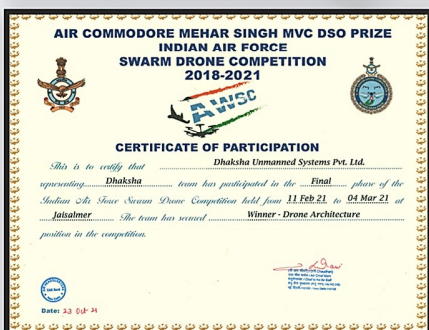 AIR COMMODORE MEHAR SINGH MVC DSO PRIZE
INDIAN AIR FORCE
SWARM DRONE COMPETITION
2018-2021
AWSC
CERTIFICATE OF PARTICIPATION
This is to certify that Dhaksha Unmanned Systems Pvt. Ltd.
representing Dhaksha team has participated in the Final phase of the
Indian Air Force Swarm Drone Competition held from 11 Feb 21 to 04 Mar 21 at
Jaisalmer The team has secured Winner - Drone Architecture
position in the competition.
Date: 23 Oct 21